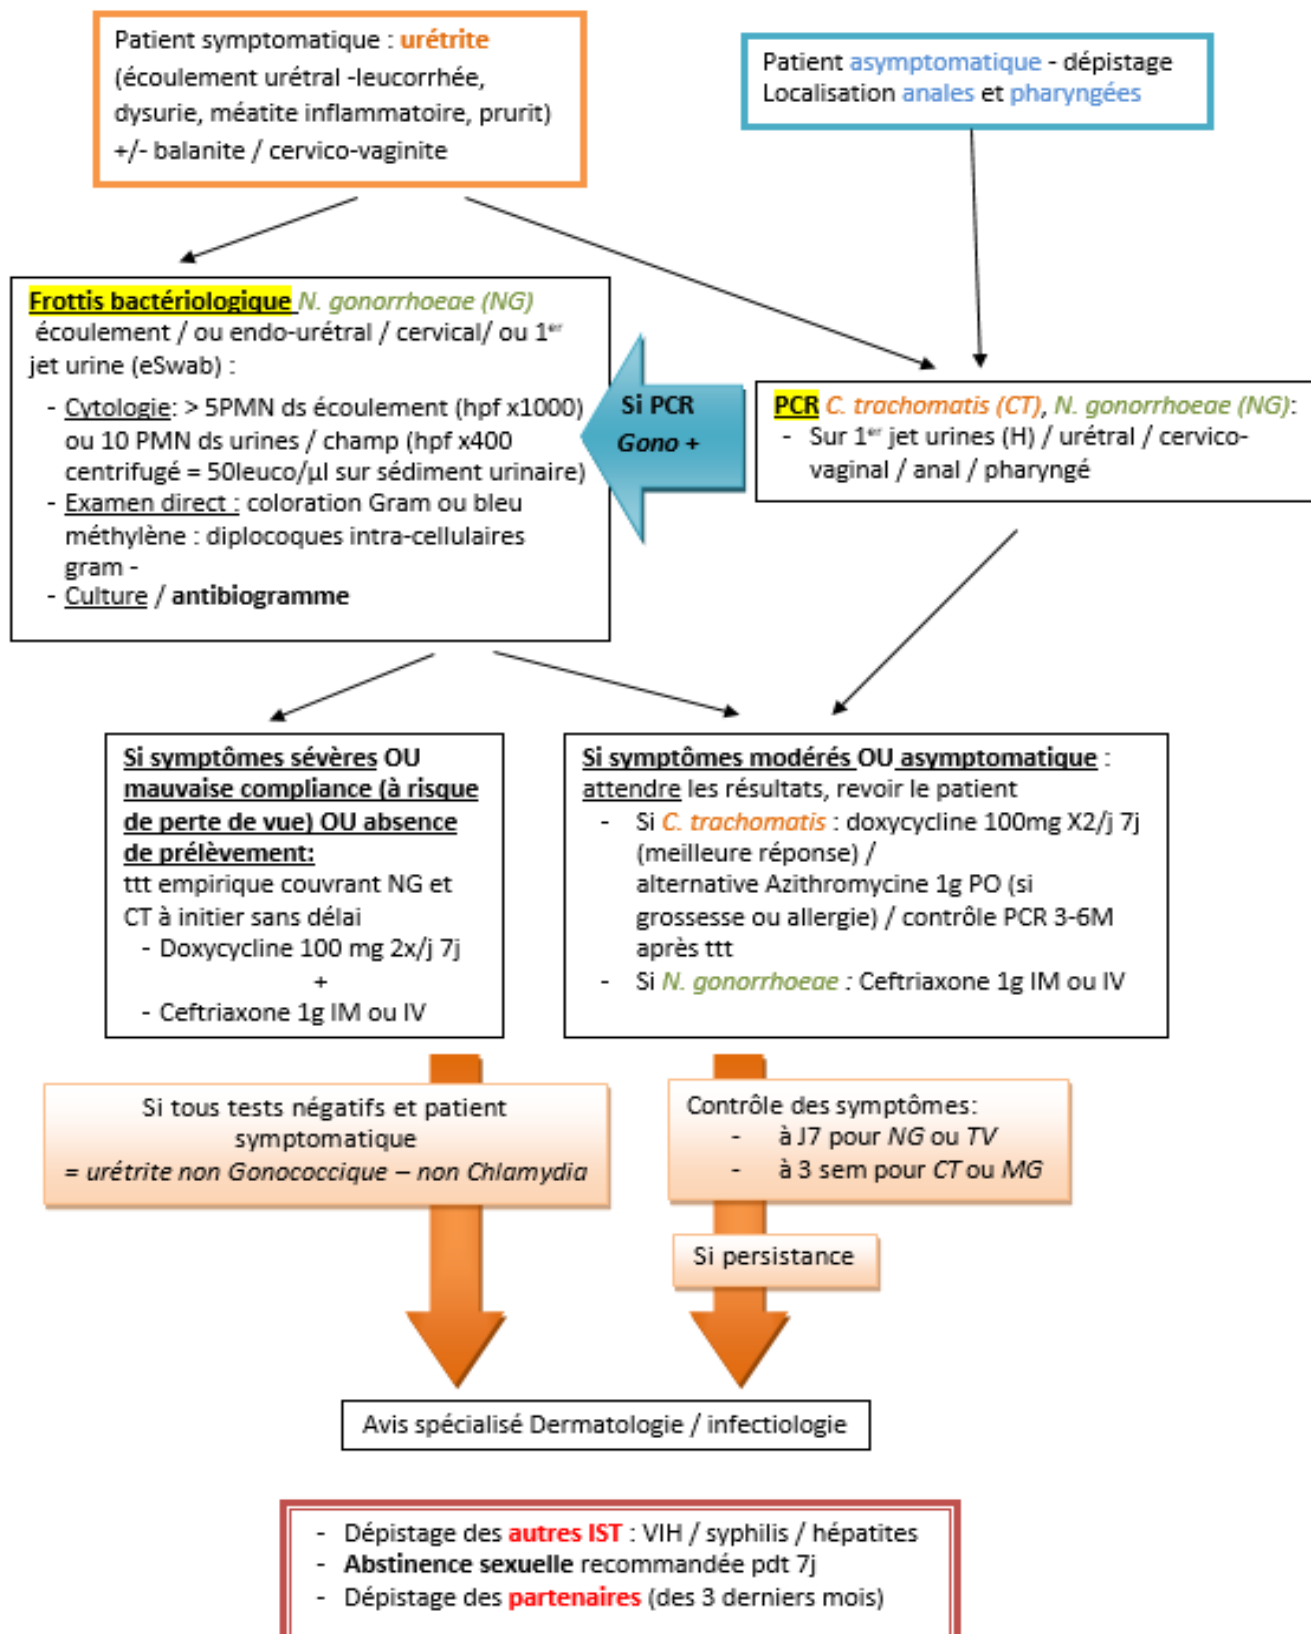 Patient symptomatique : urétrite
(écoulement urétral -leucorrhée,
dysurie, méatite inflammatoire, prurit)
+/- balanite / cervico-vaginite
Patient asymptomatique - dépistage
Localisation anales et pharyngées
Frottis bactériologique N. gonorrhoeae (NG)
écoulement / ou endo-urétral / cervical/ ou 1er
jet urine (eSwab) :
- Cytologie: > 5PMN ds écoulement (hpf x1000)
ou 10 PMN ds urines / champ (hpf x400
centrifugé = 50leuco/µl sur sédiment urinaire)
- Examen direct : coloration Gram ou bleu
méthylène : diplocoques intra-cellulaires
gram -
- Culture / antibiogramme
Si PCR
Gono +
PCR C. trachomatis (CT), N. gonorrhoeae (NG):
- Sur 1er jet urines (H) / urétral / cervico-
vaginal / anal / pharyngé
Si symptômes sévères OU
mauvaise compliance (à risque
de perte de vue) OU absence
de prélèvement:
ttt empirique couvrant NG et
CT à initier sans délai
- Doxycycline 100 mg 2x/j 7j
+
- Ceftriaxone 1g IM ou IV
Si symptômes modérés OU asymptomatique :
attendre les résultats, revoir le patient
- Si C. trachomatis : doxycycline 100mg X2/j 7j
(meilleure réponse) /
alternative Azithromycine 1g PO (si
grossesse ou allergie) / contrôle PCR 3-6M
après ttt
- Si N. gonorrhoeae : Ceftriaxone 1g IM ou IV
Si tous tests négatifs et patient
symptomatique
= urétrite non Gonococcique – non Chlamydia
Contrôle des symptômes:
- à J7 pour NG ou TV
- à 3 sem pour CT ou MG
Si persistance
Avis spécialisé Dermatologie / infectiologie
- Dépistage des autres IST : VIH / syphilis / hépatites
- Abstinence sexuelle recommandée pdt 7j
- Dépistage des partenaires (des 3 derniers mois)